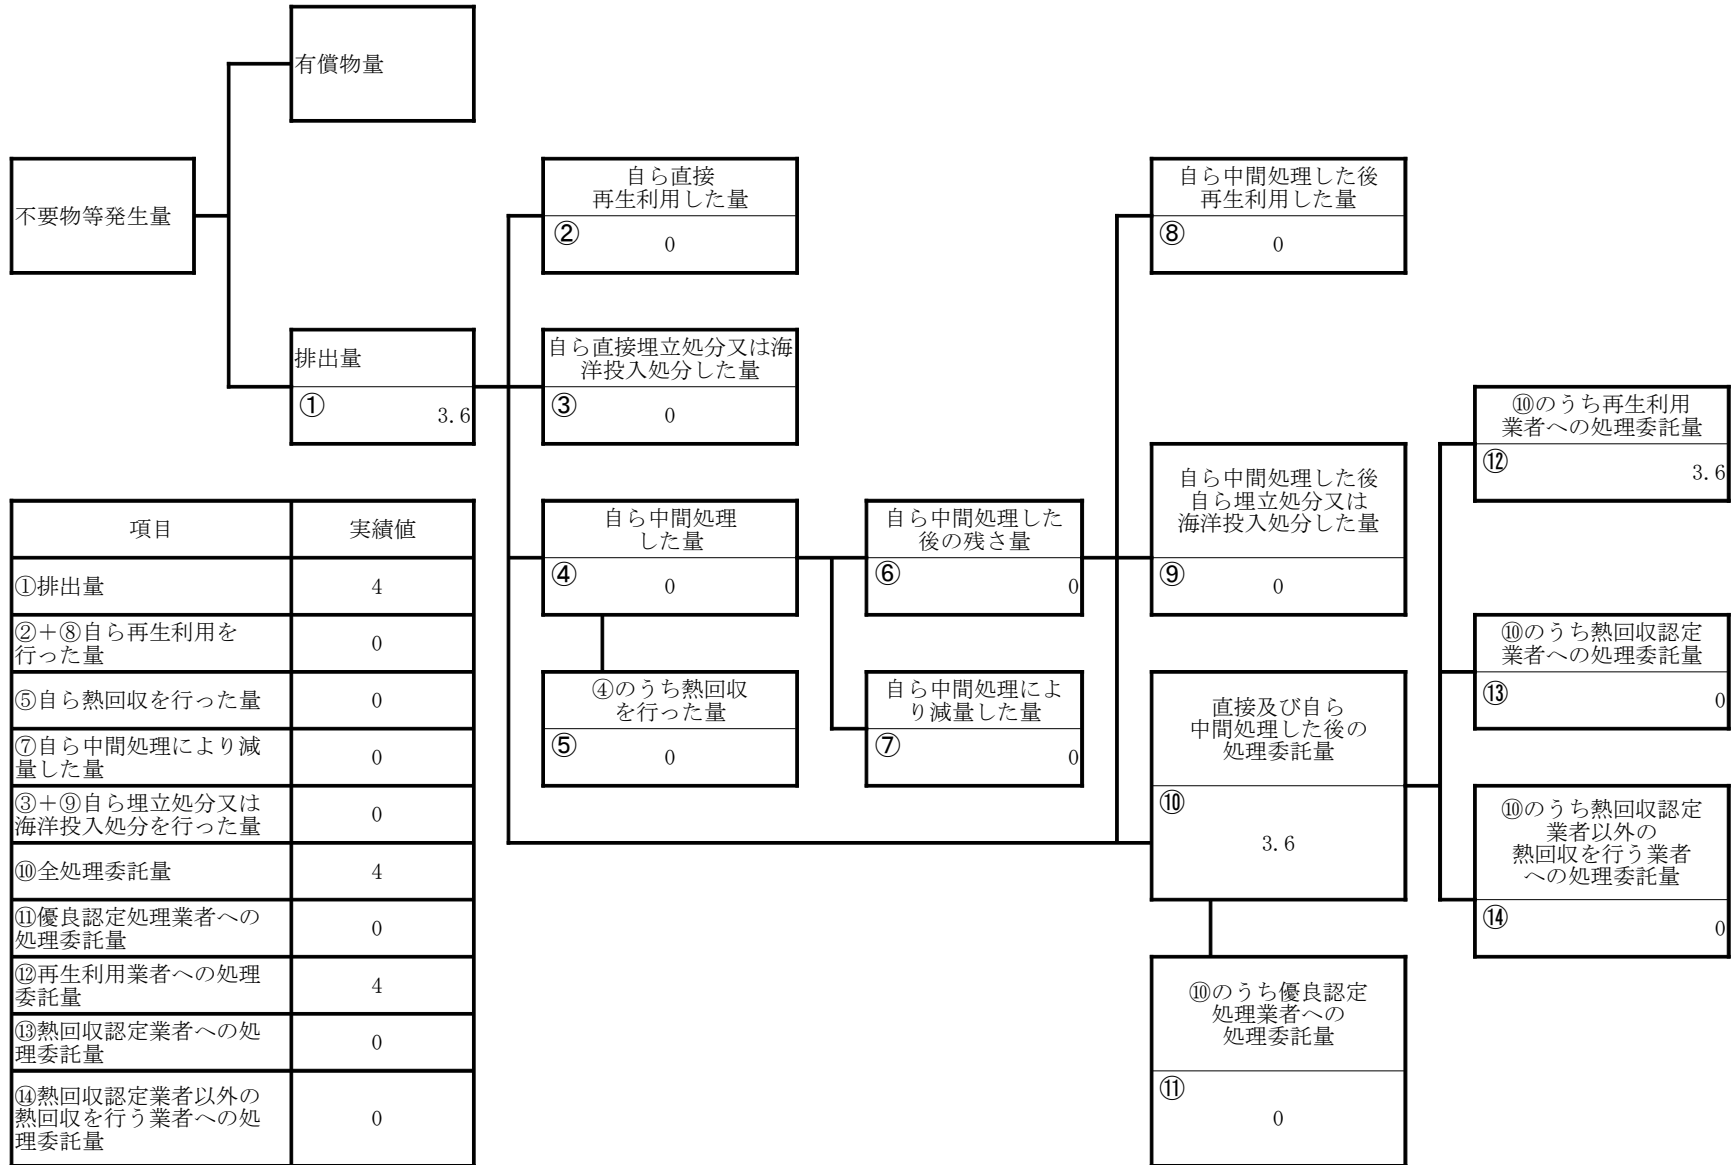 有償物量
不要物等発生量
自ら直接
再生利用した量
②
0
自ら中間処理した後
再生利用した量
⑧
0
排出量
①
3.6
自ら直接埋立処分又は海
洋投入処分した量
③
0
⑩のうち再生利用
業者への処理委託量
⑫
3.6
自ら中間処理
した量
④
0
自ら中間処理した
後の残さ量
⑥
0
自ら中間処理した後
自ら埋立処分又は
海洋投入処分した量
⑨
0
④のうち熱回収
を行った量
⑤
0
自ら中間処理によ
り減量した量
⑦
0
直接及び自ら
中間処理した後の
処理委託量
⑩
3.6
⑩のうち熱回収認定
業者への処理委託量
⑬
0
⑩のうち熱回収認定
業者以外の
熱回収を行う業者
への処理委託量
⑭
0
⑩のうち優良認定
処理業者への
処理委託量
⑪
0
項目 実績値
①排出量 4
②+⑧自ら再生利用を
行った量 0
⑤自ら熱回収を行った量 0
⑦自ら中間処理により減
量した量 0
③+⑨自ら埋立処分又は
海洋投入処分を行った量 0
⑩全処理委託量 4
⑪優良認定処理業者への
処理委託量 0
⑫再生利用業者への処理
委託量 4
⑬熱回収認定業者への処
理委託量 0
⑭熱回収認定業者以外の
熱回収を行う業者への処
理委託量 0